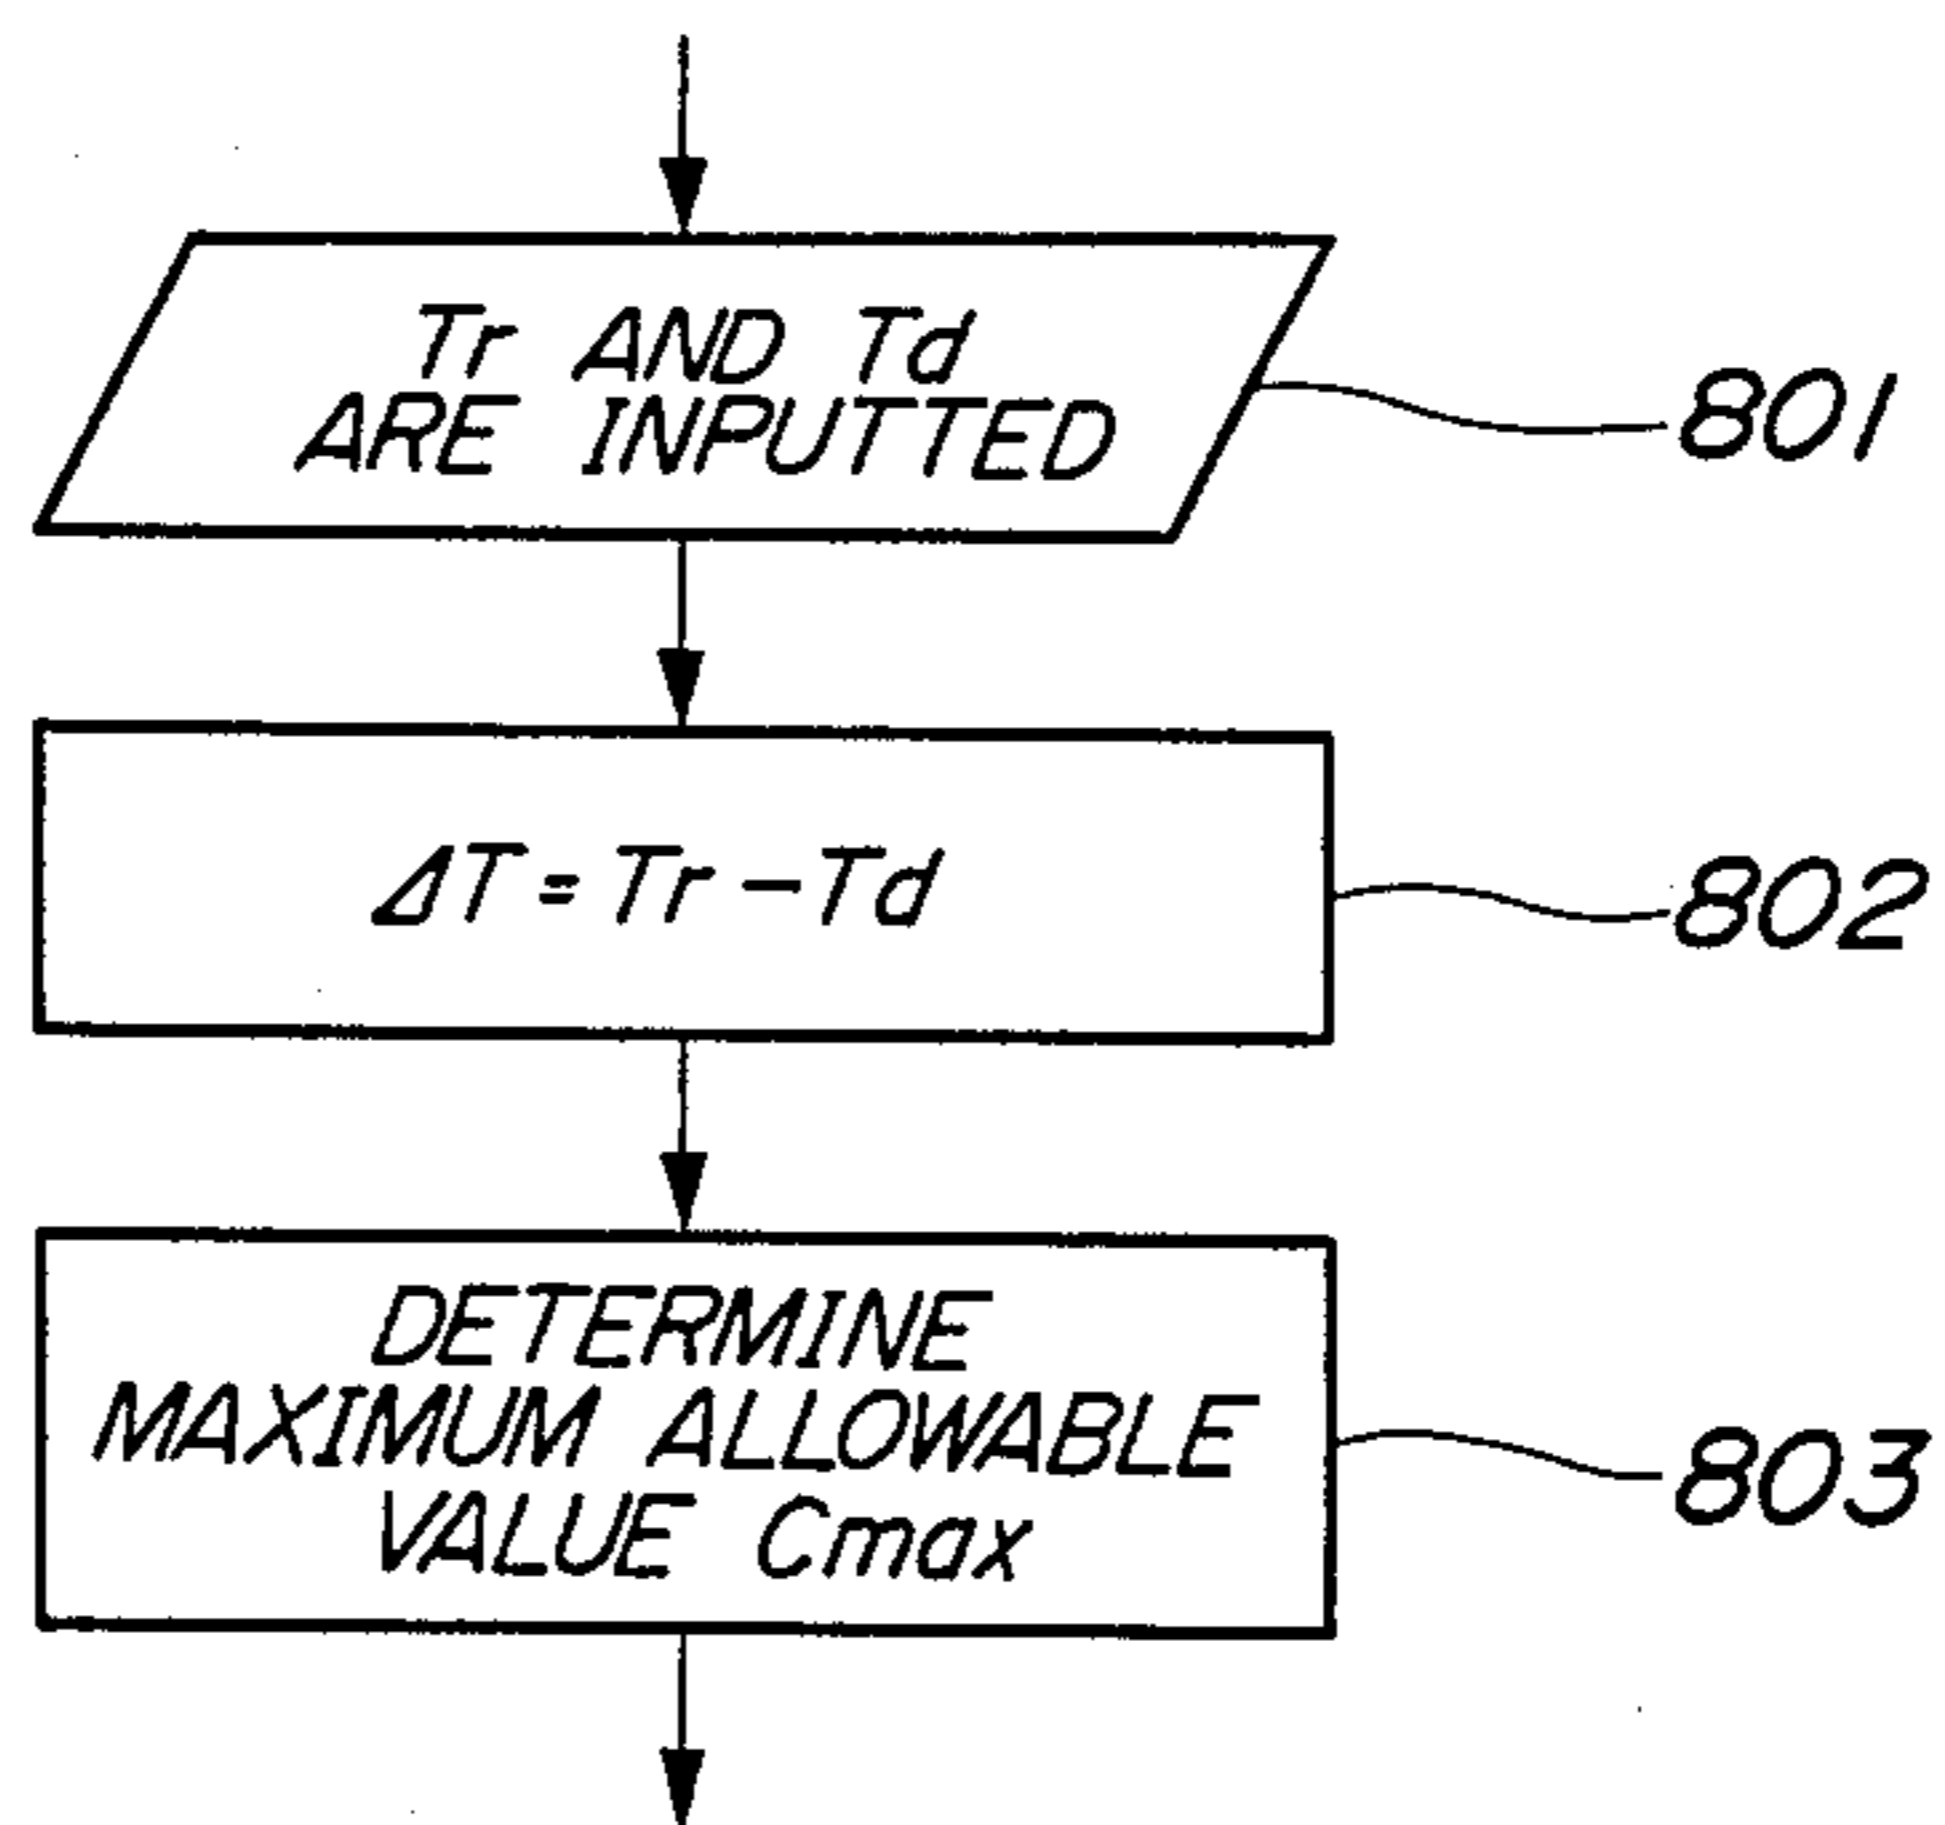 Tr AND Td
ARE INPUTTED
801
ΔT = Tr - Td
802
DETERMINE
MAXIMUM ALLOWABLE
VALUE Cmax
803